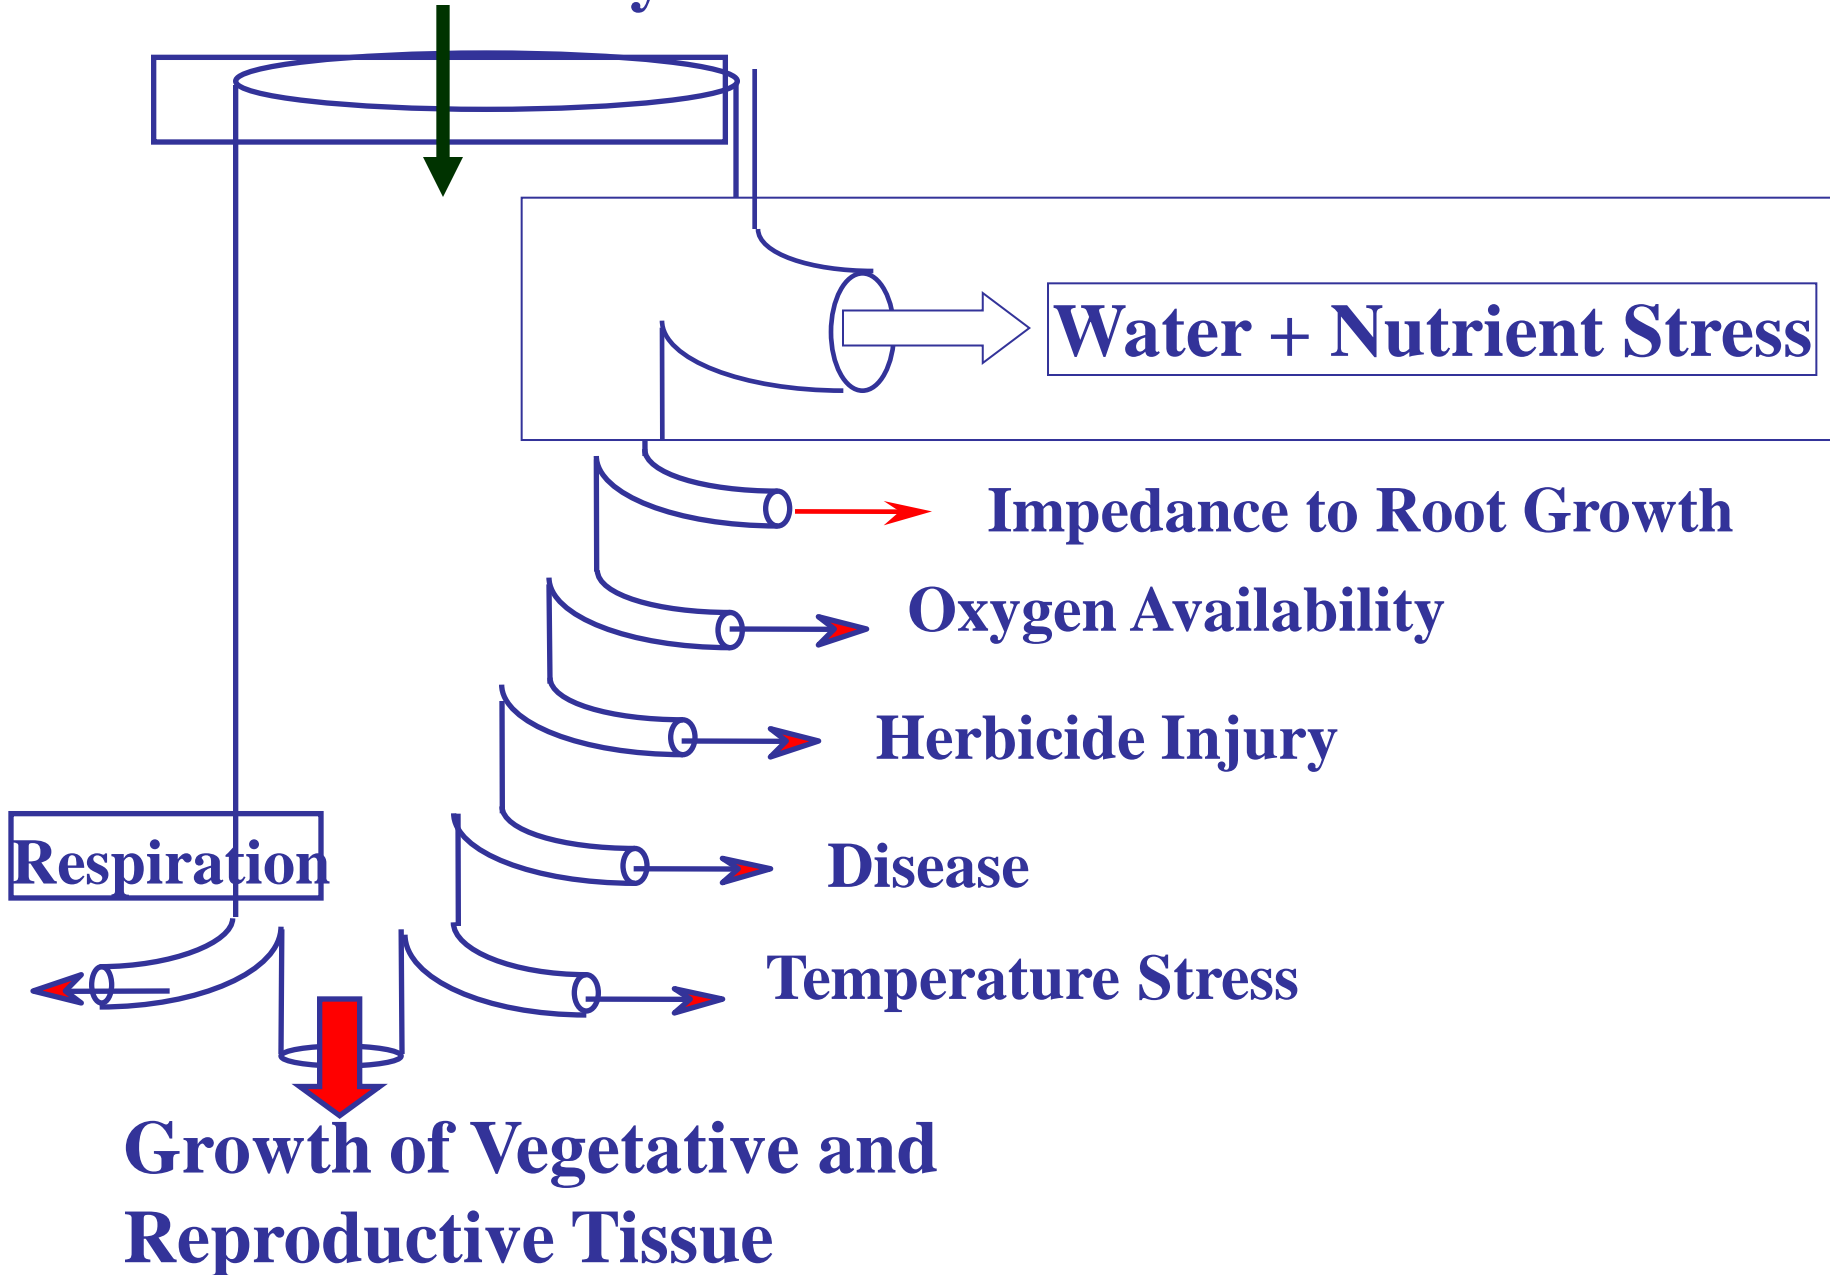 Water + Nutrient Stress
Impedance to Root Growth
Oxygen Availability
Herbicide Injury
Disease
Respiration
Temperature Stress
Growth of Vegetative and
Reproductive Tissue